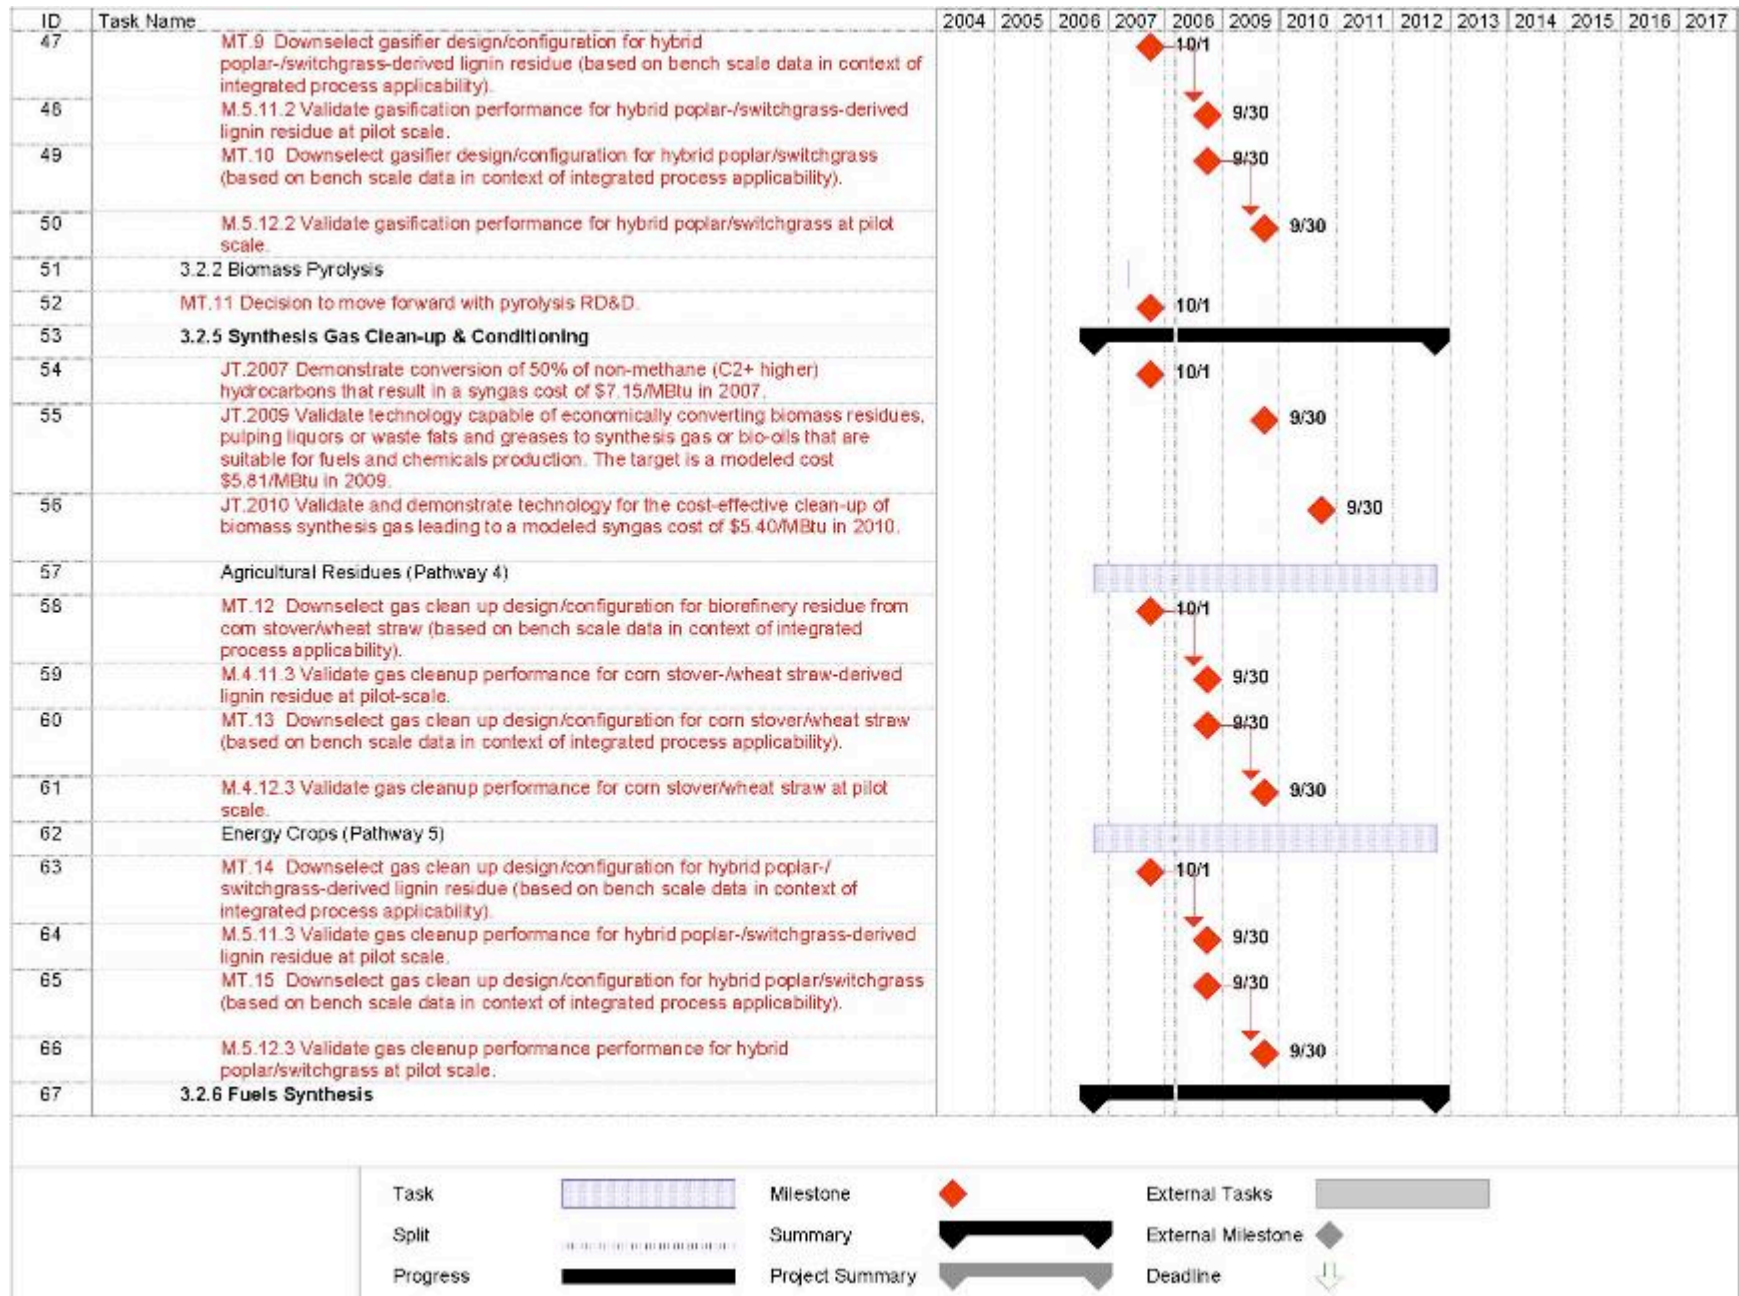 ID Task Name 2004 2005 2006 2007 2008 2009 2010 2011 2012 2013 2014 2015 2016 2017
47 MT.9 Downselect gasifier design/configuration for hybrid 10/1
poplar-/switchgrass-derived lignin residue (based on bench scale data in context of
integrated process applicability).
48 M.5.11.2 Validate gasification performance for hybrid poplar-/switchgrass-derived 9/30
lignin residue at pilot scale.
49 MT.10 Downselect gasifier design/configuration for hybrid poplar/switchgrass 9/30
(based on bench scale data in context of integrated process applicability).
50 M.5.12.2 Validate gasification performance for hybrid poplar/switchgrass at pilot 9/30
scale.
51 3.2.2 Biomass Pyrolysis
52 MT.11 Decision to move forward with pyrolysis RD&D. 10/1
53 3.2.5 Synthesis Gas Clean-up & Conditioning
54 JT.2007 Demonstrate conversion of 50% of non-methane (C2+ higher) 10/1
hydrocarbons that result in a syngas cost of $7.15/MBtu in 2007.
55 JT.2009 Validate technology capable of economically converting biomass residues, 9/30
pulping liquors or waste fats and greases to synthesis gas or bio-oils that are
suitable for fuels and chemicals production. The target is a modeled cost
$5.81/MBtu in 2009.
56 JT.2010 Validate and demonstrate technology for the cost-effective clean-up of 9/30
biomass synthesis gas leading to a modeled syngas cost of $5.40/MBtu in 2010.
57 Agricultural Residues (Pathway 4)
58 MT.12 Downselect gas clean up design/configuration for biorefinery residue from 10/1
corn stover/wheat straw (based on bench scale data in context of integrated
process applicability).
59 M.4.11.3 Validate gas cleanup performance for corn stover-/wheat straw-derived 9/30
lignin residue at pilot-scale.
60 MT.13 Downselect gas clean up design/configuration for corn stover/wheat straw 9/30
(based on bench scale data in context of integrated process applicability).
61 M.4.12.3 Validate gas cleanup performance for corn stover/wheat straw at pilot 9/30
scale.
62 Energy Crops (Pathway 5)
63 MT.14 Downselect gas clean up design/configuration for hybrid poplar-/ 10/1
switchgrass-derived lignin residue (based on bench scale data in context of
integrated process applicability).
64 M.5.11.3 Validate gas cleanup performance for hybrid poplar-/switchgrass-derived 9/30
lignin residue at pilot scale.
65 MT.15 Downselect gas clean up design/configuration for hybrid poplar/switchgrass 9/30
(based on bench scale data in context of integrated process applicability).
66 M.5.12.3 Validate gas cleanup performance performance for hybrid 9/30
poplar/switchgrass at pilot scale.
67 3.2.6 Fuels Synthesis
Task Milestone External Tasks
Split Summary External Milestone
Progress Project Summary Deadline